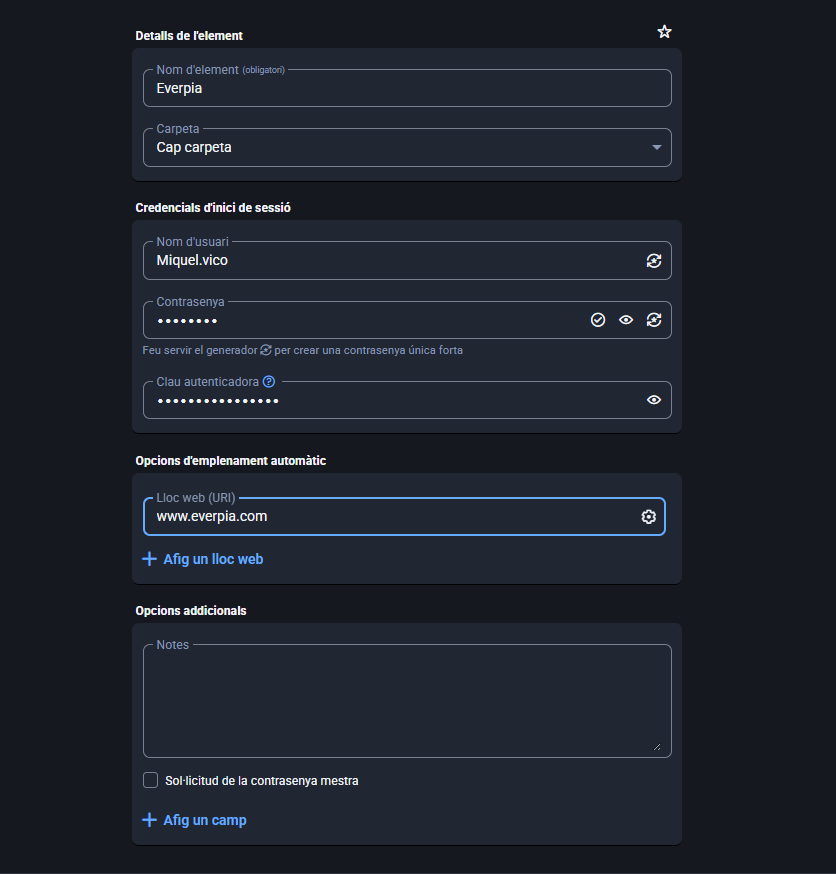 Detalls de l'element
Nom d'element (obligatori)
Everpia
Carpeta
Cap carpeta
Credencials d'inici de sessió
Nom d'usuari
Miquel.vico
Contrasenya
••••••••
Feu servir el generador per crear una contrasenya única forta
Clau autenticadora
••••••••••••••••
Opcions d'emplenament automàtic
Lloc web (URI)
www.everpia.com
Afig un lloc web
Opcions addicionals
Notes
Sol·licitud de la contrasenya mestra
Afig un camp